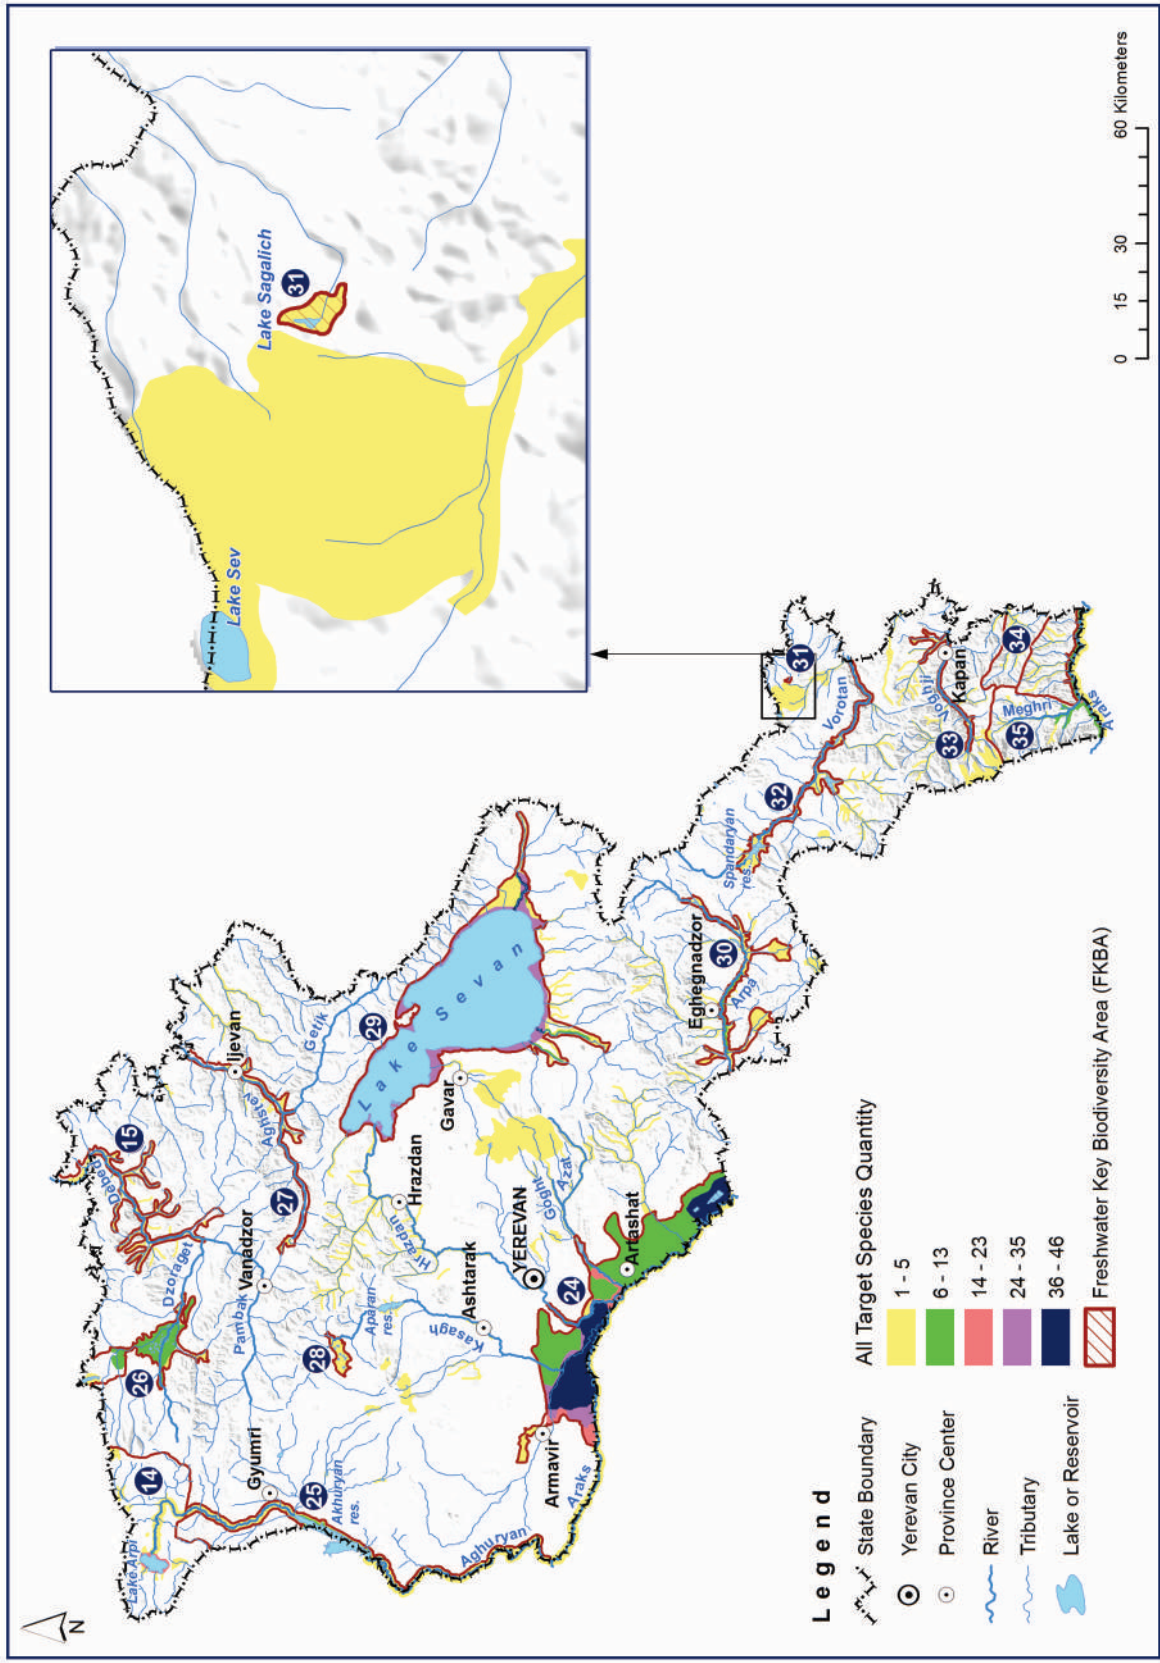 N
Lake Arpi
14
Gyumri
25
Akhuryan
res.
Aghuryan
Armavir
Araks
26
Dzoraget
Pambak
Vanadzor
28
Aparan
res.
Kasagh
Ashtarak
15
Debed
27
Aghstev
Ijevan
Getik
Hrazdan
Hrazdan
YEREVAN
24
Artashat
Goght
Azat
Gavar
29
Lake Sevan
Eghegnadzor
30
Arpa
Spandaryan
res.
32
Vorotan
31
33
Voghji
Kapan
34
35
Meghri
Araks
Lake Sev
Lake Sagalich
31
Legend
State Boundary
Yerevan City
Province Center
River
Tributary
Lake or Reservoir
All Target Species Quantity
1 - 5
6 - 13
14 - 23
24 - 35
36 - 46
Freshwater Key Biodiversity Area (FKBA)
0 15 30 60 Kilometers